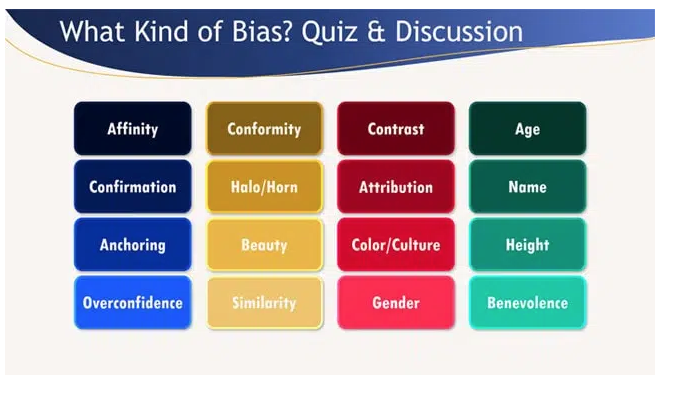 What Kind of Bias? Quiz & Discussion
Affinity
Conformity
Contrast
Age
Confirmation
Halo/Horn
Attribution
Name
Anchoring
Beauty
Color/Culture
Height
Overconfidence
Similarity
Gender
Benevolence